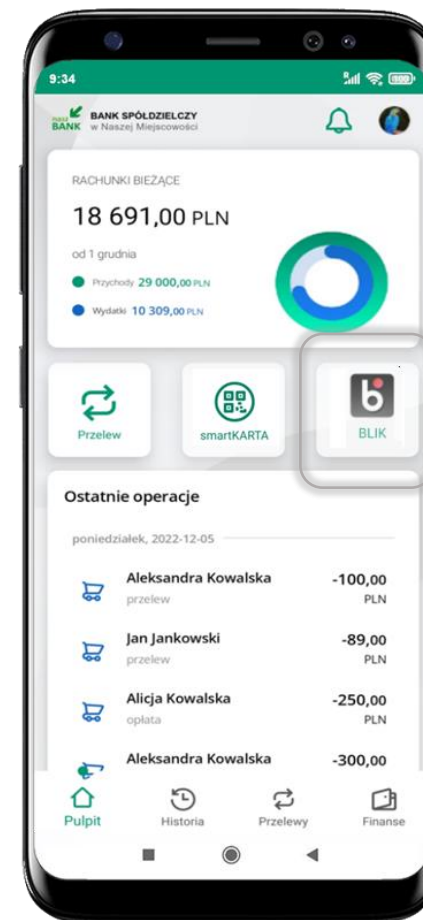 9:34
Nasz BANK
BANK SPÓŁDZIELCZY
w Naszej Miejscowości
RACHUNKI BIEŻĄCE
18 691,00 PLN
od 1 grudnia
Przychody 29 000,00 PLN
Wydatki 10 309,00 PLN
Przelew
smartKARTA
b
BLIK
Ostatnie operacje
poniedziałek, 2022-12-05
Aleksandra Kowalska -100,00
przelew PLN
Jan Jankowski -89,00
przelew PLN
Alicja Kowalska -250,00
opłata PLN
Aleksandra Kowalska -300,00
Pulpit Historia Przelewy Finanse